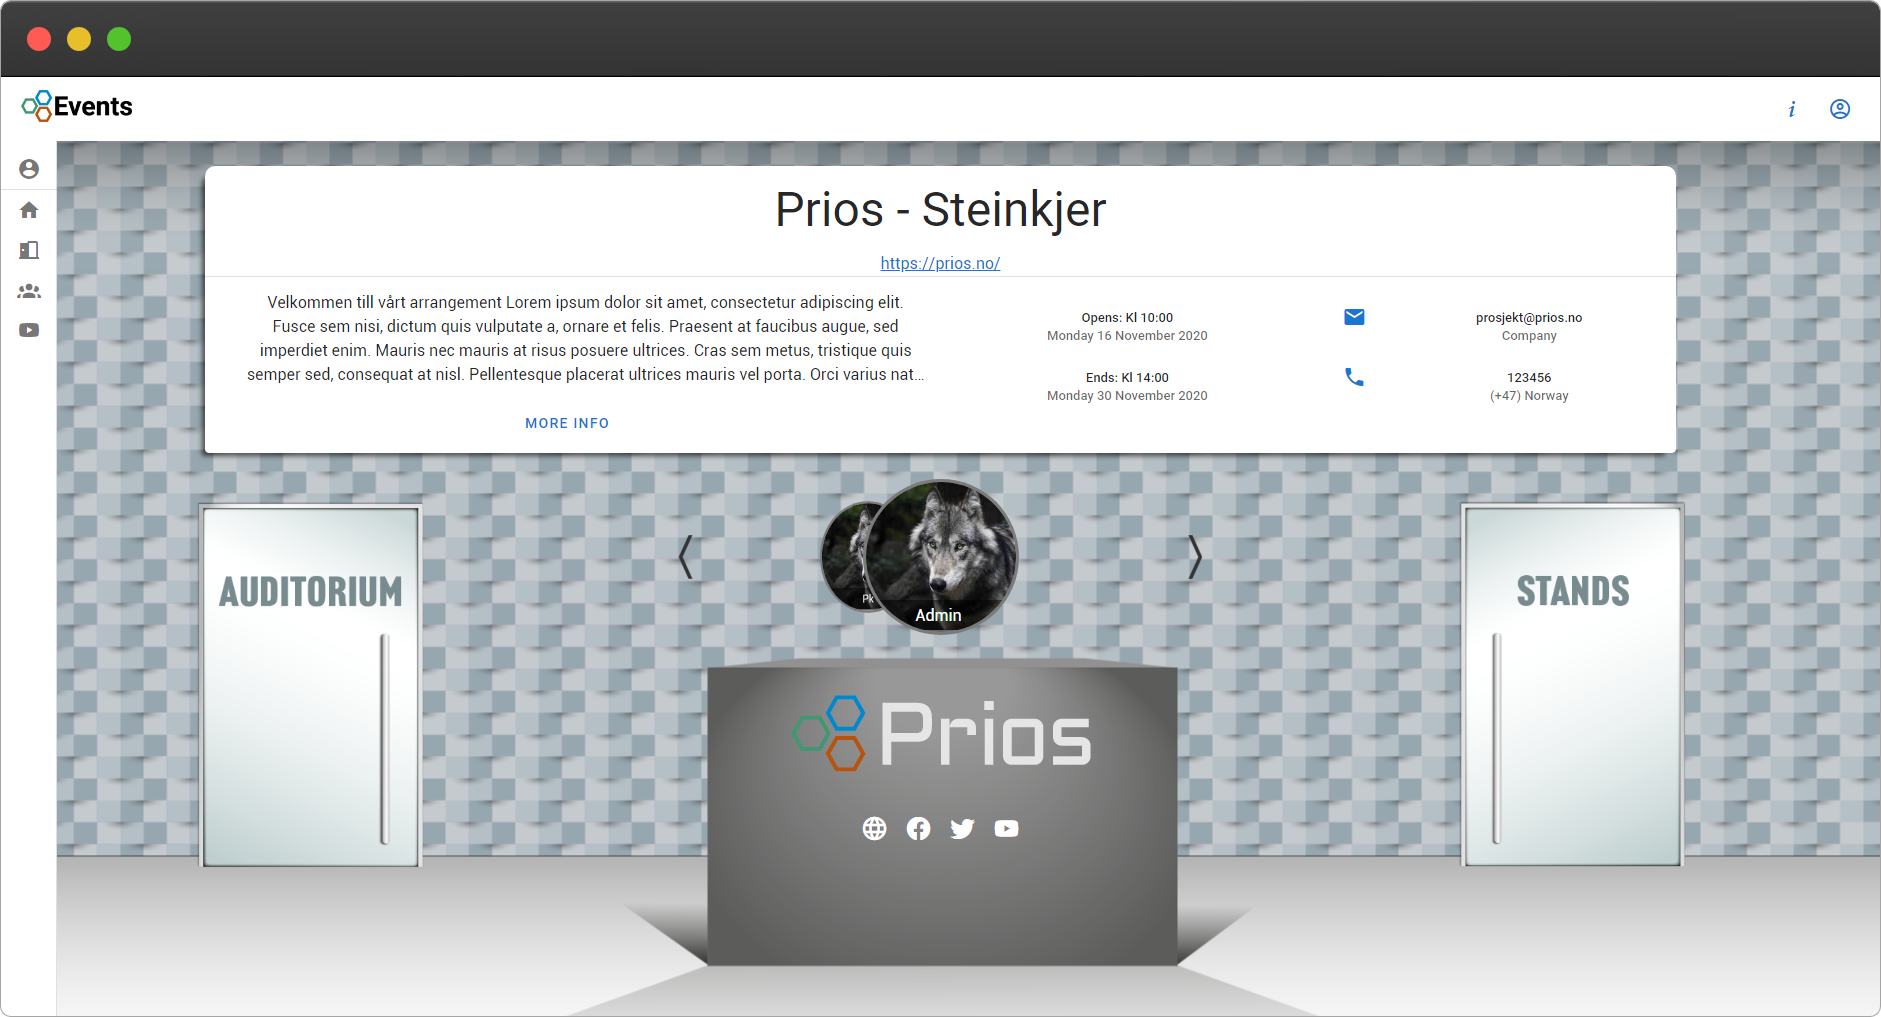 Events
i
Prios - Steinkjer
https://prios.no/
Velkommen till vårt arrangement Lorem ipsum dolor sit amet, consectetur adipiscing elit.
Fusce sem nisi, dictum quis vulputate a, ornare et felis. Praesent at faucibus augue, sed
imperdiet enim. Mauris nec mauris at risus posuere ultrices. Cras sem metus, tristique quis
semper sed, consequat at nisl. Pellentesque placerat ultrices mauris vel porta. Orci varius nat...
MORE INFO
Opens: Kl 10:00
Monday 16 November 2020
Ends: Kl 14:00
Monday 30 November 2020
prosjekt@prios.no
Company
123456
(+47) Norway
AUDITORIUM
Pk
Admin
STANDS
Prios